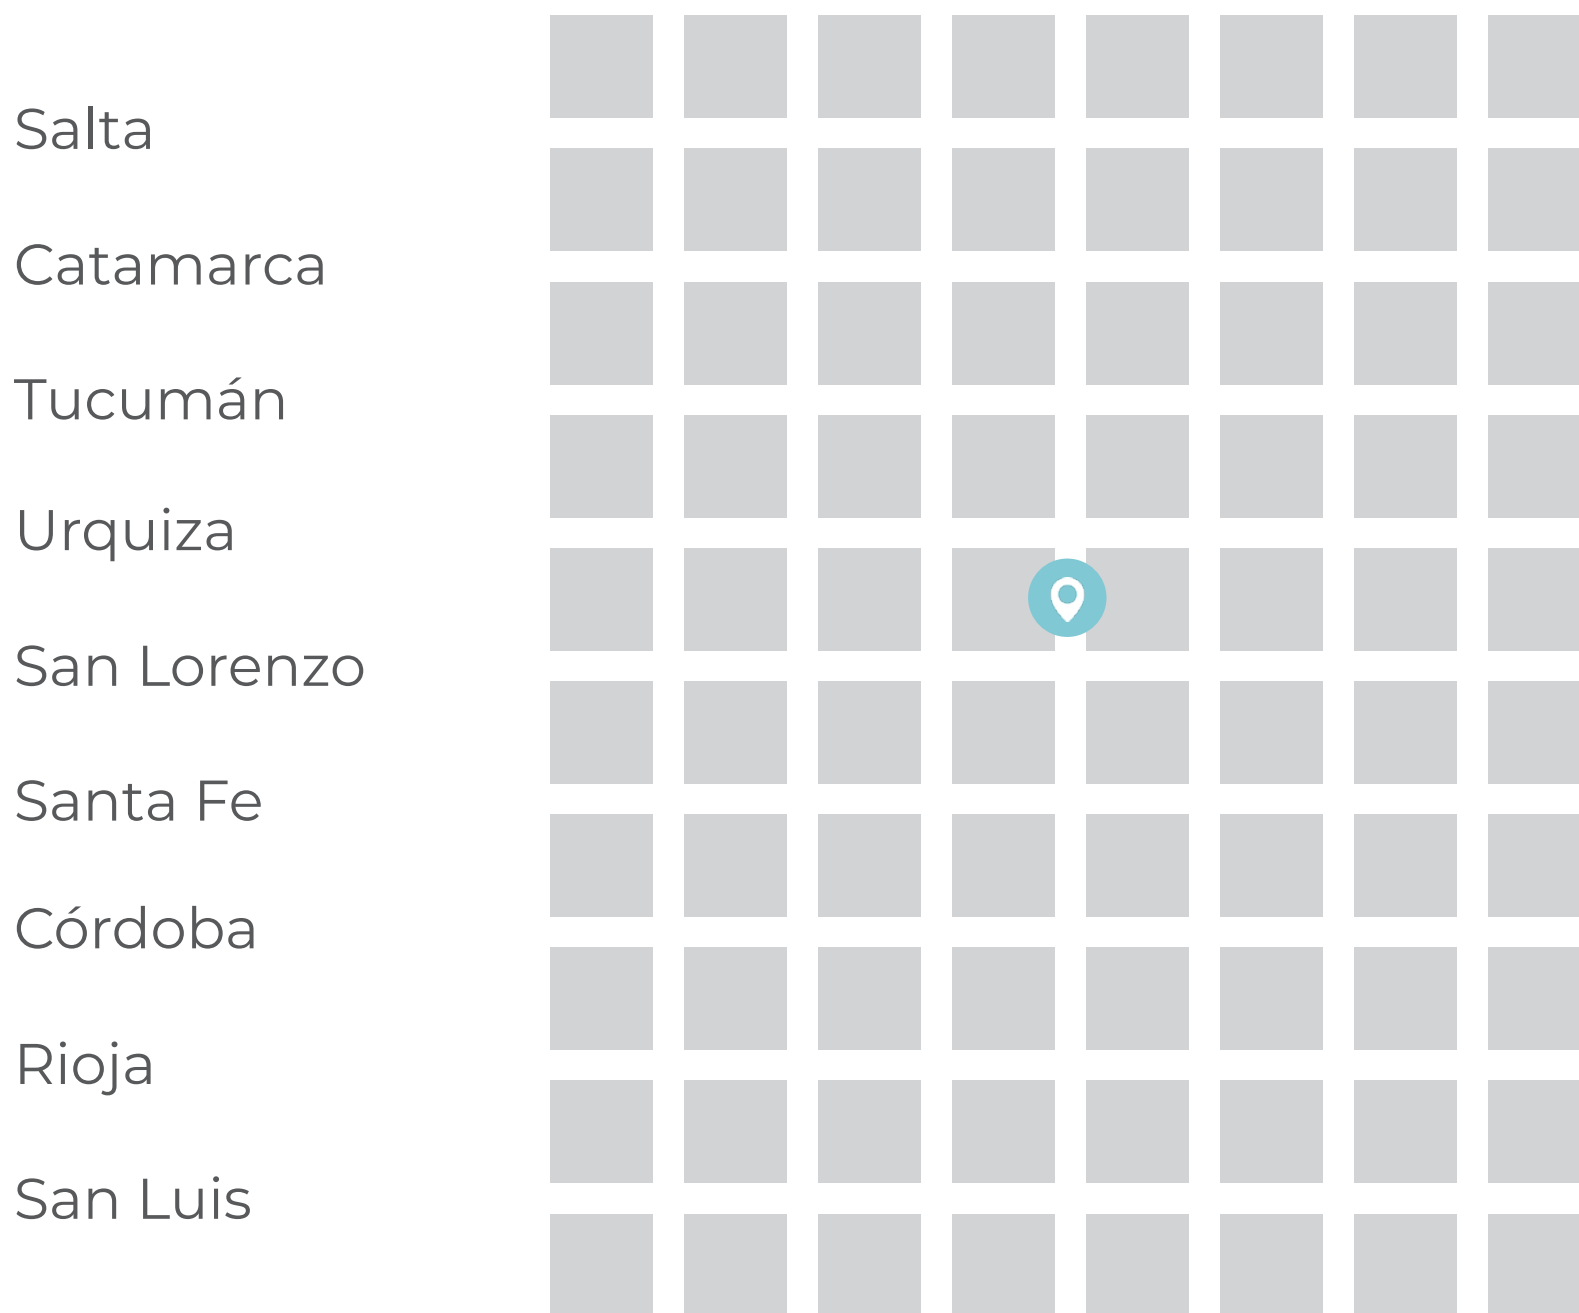 Salta
Catamarca
Tucumán
Urquiza
San Lorenzo
Santa Fe
Córdoba
Rioja
San Luis